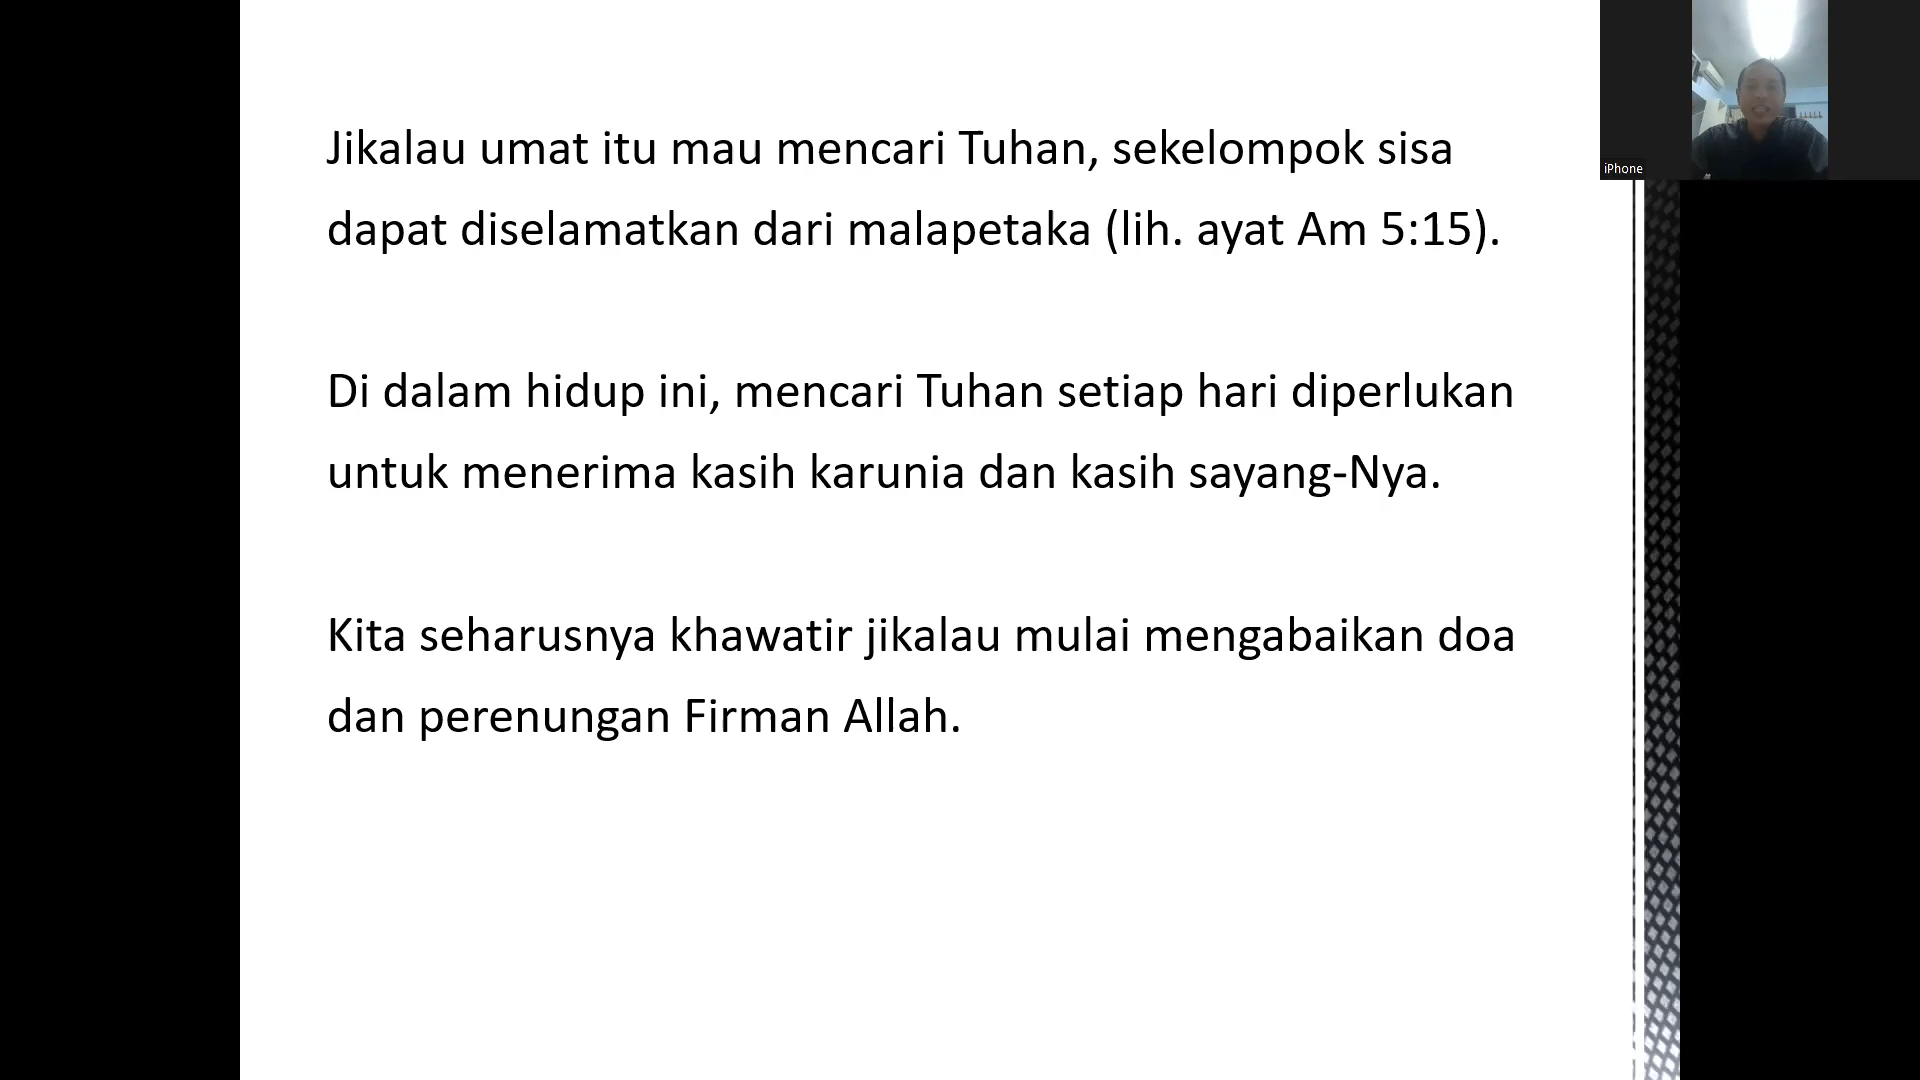 Jikalau umat itu mau mencari Tuhan, sekelompok sisa
dapat diselamatkan dari malapetaka (lih. ayat Am 5:15).
Di dalam hidup ini, mencari Tuhan setiap hari diperlukan
untuk menerima kasih karunia dan kasih sayang-Nya.
Kita seharusnya khawatir jikalau mulai mengabaikan doa
dan perenungan Firman Allah.
iPhone